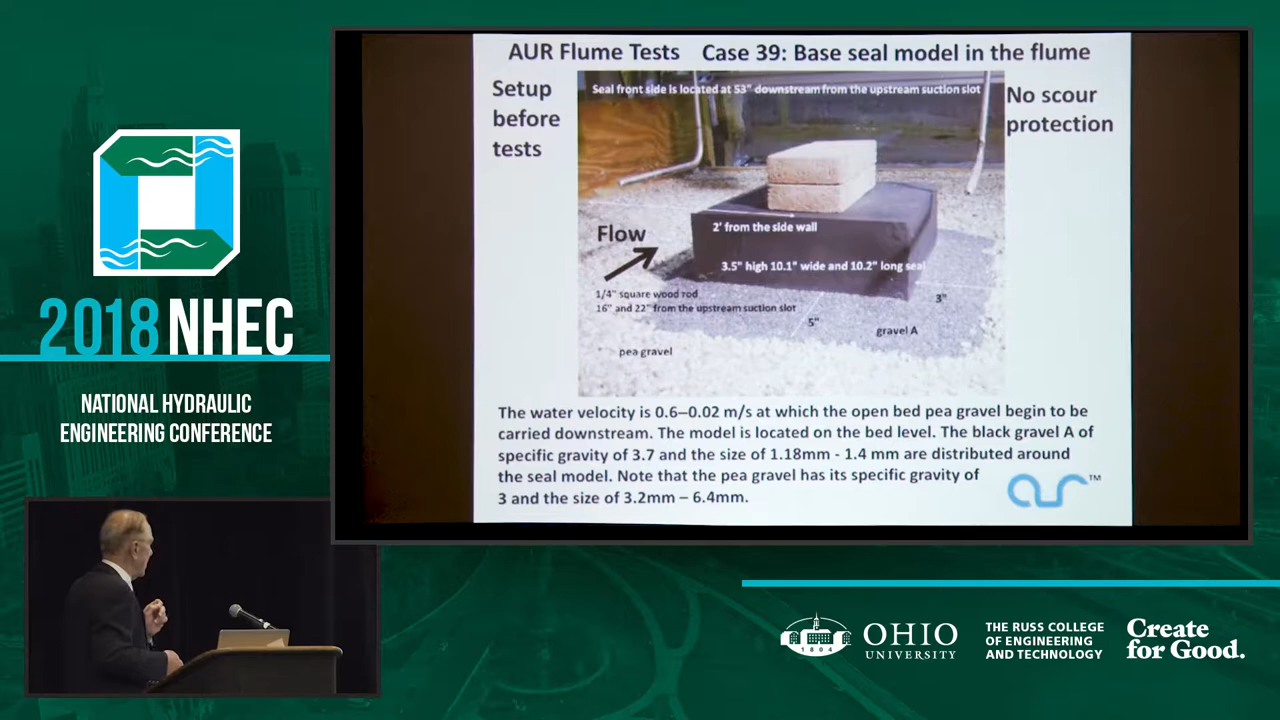 AUR Flume Tests Case 39: Base seal model in the flume
Setup
before
tests
Seal front side is located at 53" downstream from the upstream suction slot
No scour
protection
2' from the side wall
Flow
3.5" high 10.1" wide and 10.2" long seal
1/4" square wood rod
16" and 22" from the upstream suction slot
3"
5"
gravel A
pea gravel
The water velocity is 0.6–0.02 m/s at which the open bed pea gravel begin to be
carried downstream. The model is located on the bed level. The black gravel A of
specific gravity of 3.7 and the size of 1.18mm - 1.4 mm are distributed around
the seal model. Note that the pea gravel has its specific gravity of
3 and the size of 3.2mm – 6.4mm.
aur™
2018 NHEC
NATIONAL HYDRAULIC
ENGINEERING CONFERENCE
1804
OHIO
UNIVERSITY
THE RUSS COLLEGE
OF ENGINEERING
AND TECHNOLOGY
Create
for Good.